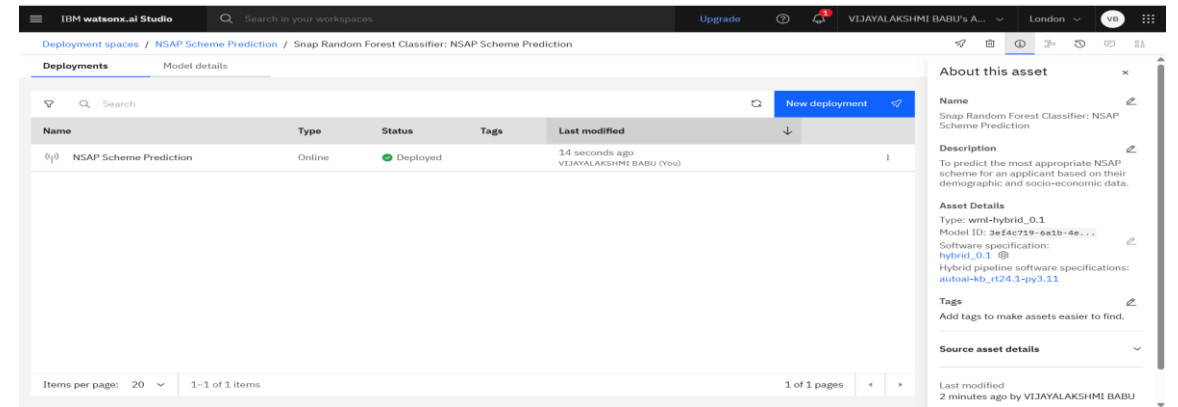 IBM watsonx.ai Studio
Search in your workspaces
Upgrade
1
VIJAYALAKSHMI BABU's A...
London
VB
Deployment spaces / NSAP Scheme Prediction / Snap Random Forest Classifier: NSAP Scheme Prediction
Deployments
Model details
Search
New deployment
Name
Type
Status
Tags
Last modified
NSAP Scheme Prediction
Online
Deployed
14 seconds ago
VIJAYALAKSHMI BABU (You)
Items per page: 20
1–1 of 1 items
1 of 1 pages
About this asset
Name
Snap Random Forest Classifier: NSAP
Scheme Prediction
Description
To predict the most appropriate NSAP
scheme for an applicant based on their
demographic and socio-economic data.
Asset Details
Type: wml-hybrid_0.1
Model ID: 3ef4c719-6a1b-4e...
Software specification:
hybrid_0.1
Hybrid pipeline software specifications:
autoai-kb_rt24.1-py3.11
Tags
Add tags to make assets easier to find.
Source asset details
Last modified
2 minutes ago by VIJAYALAKSHMI BABU